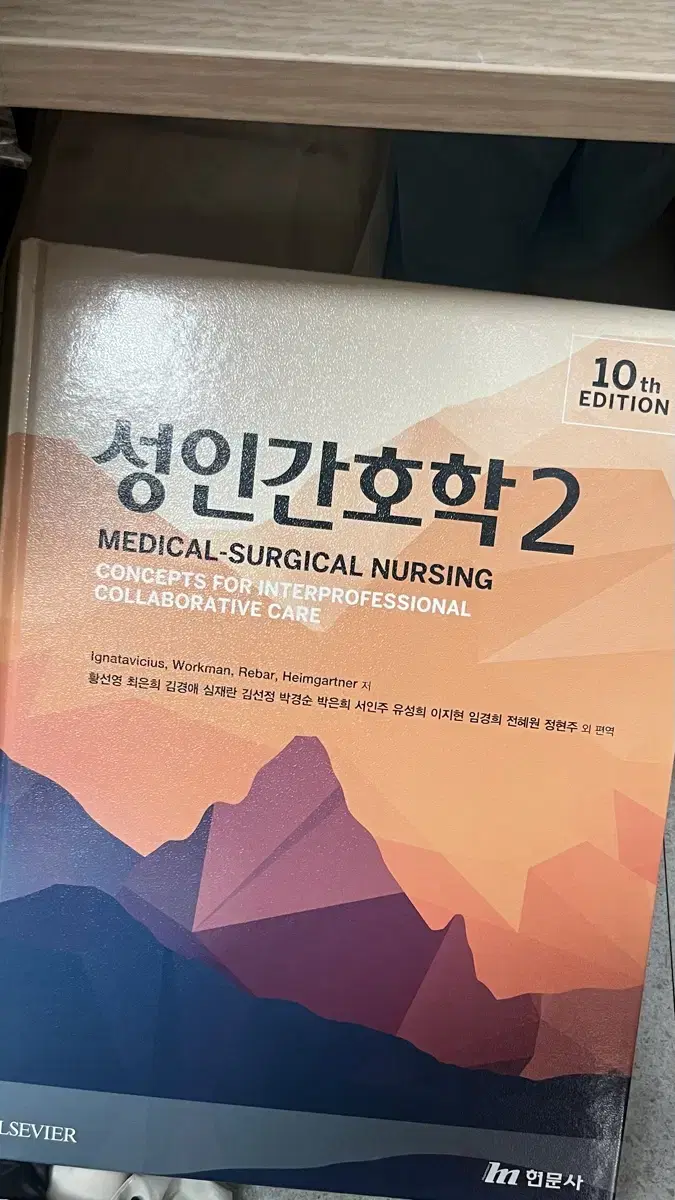 10th
EDITION
성인간호학 2
MEDICAL-SURGICAL NURSING
CONCEPTS FOR INTERPROFESSIONAL
COLLABORATIVE CARE
Ignatavicius, Workman, Rebar, Heimgartner 저
황선영 최은희 김경애 심재란 김선정 박경순 박은희 서인주 유성희 이지현 임경희 전혜원 정현주 외 편역
LSEVIER
hm 현문사